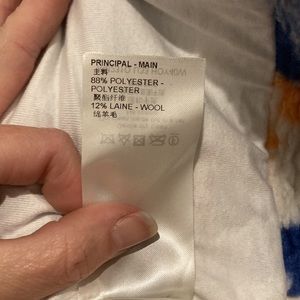 PRINCIPAL - MAIN
主料
88% POLYESTER -
POLYESTER
聚酯纤维
12% LAINE - WOOL
绵羊毛